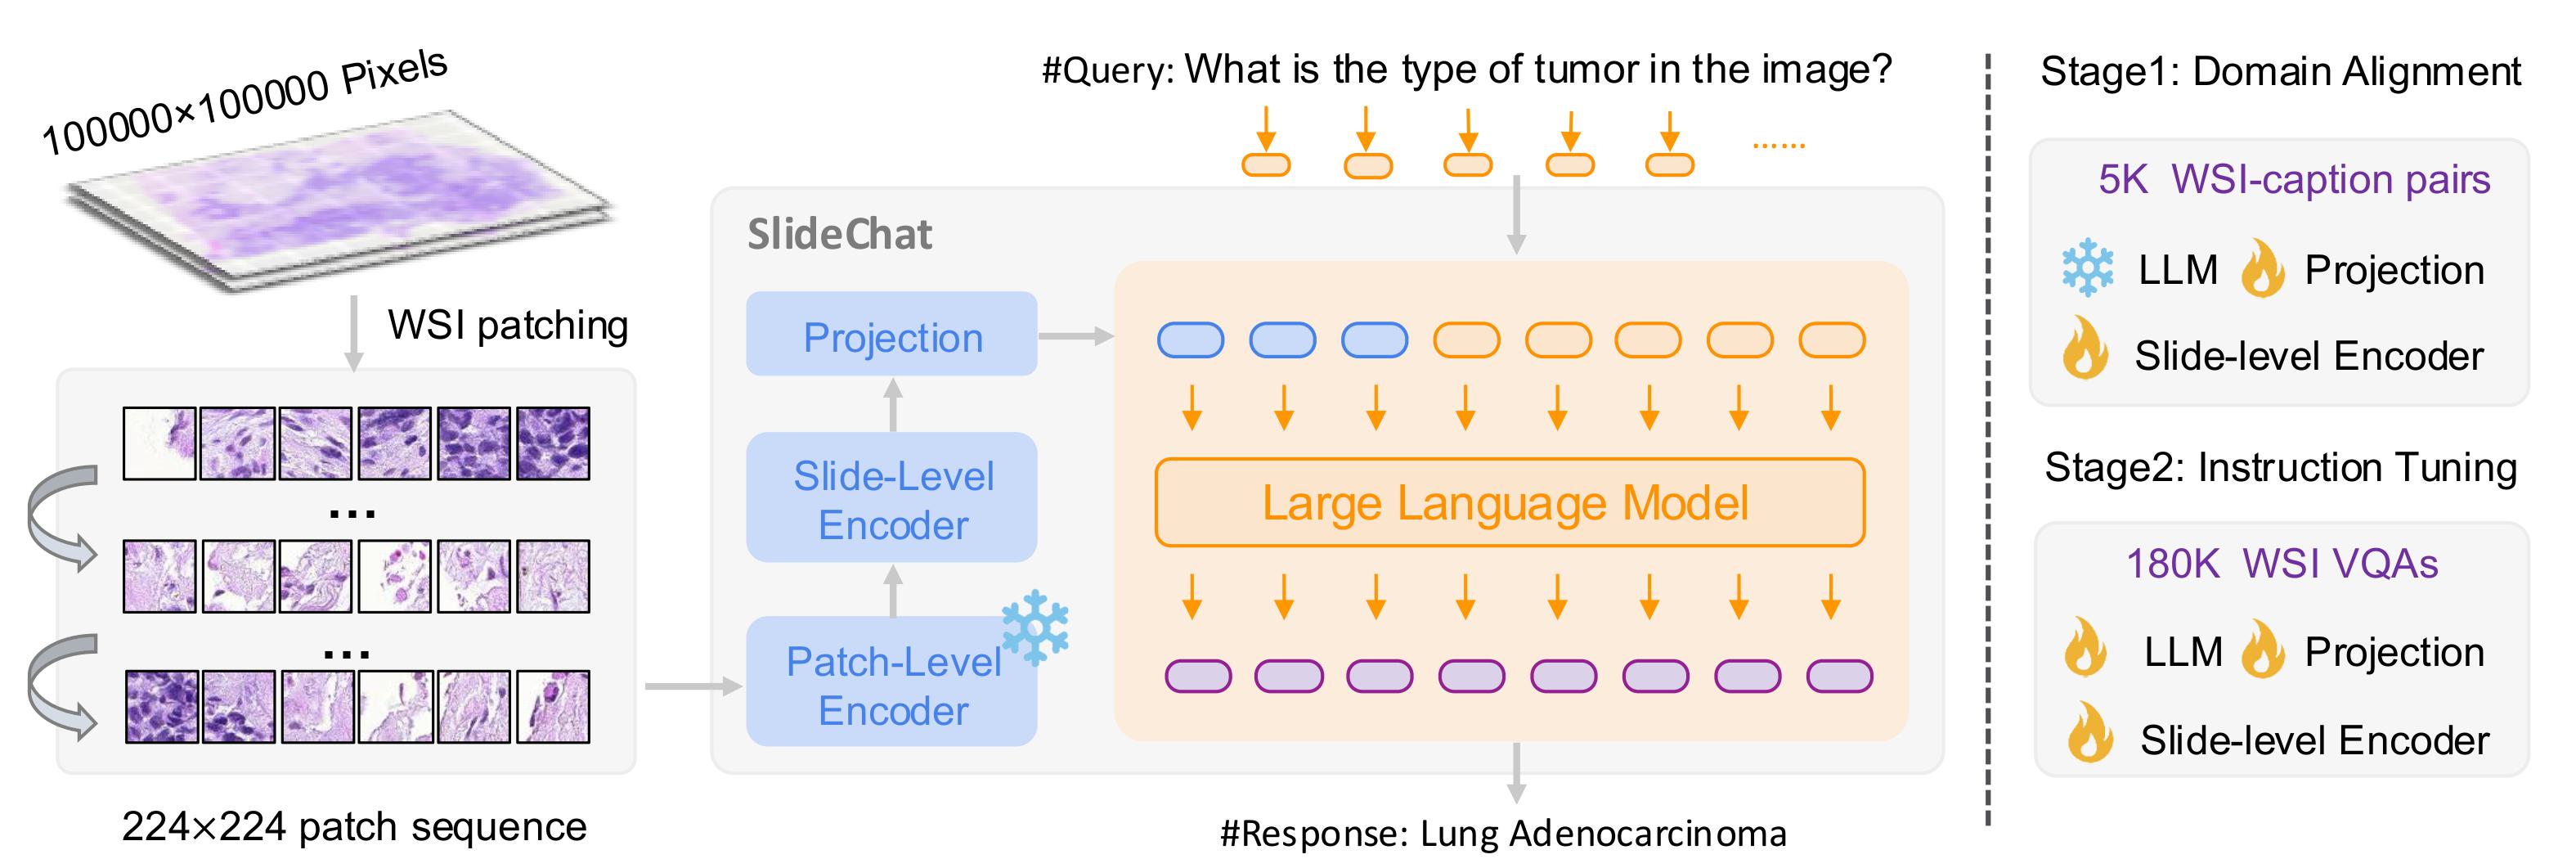 100000×100000 Pixels
WSI patching
...
...
224×224 patch sequence
#Query: What is the type of tumor in the image?
......
SlideChat
Projection
Slide-Level
Encoder
Patch-Level
Encoder
Large Language Model
#Response: Lung Adenocarcinoma
Stage1: Domain Alignment
5K WSI-caption pairs
LLM Projection
Slide-level Encoder
Stage2: Instruction Tuning
180K WSI VQAs
LLM Projection
Slide-level Encoder